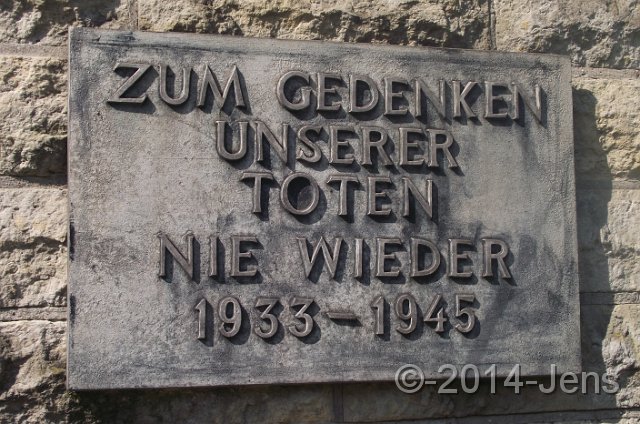 ZUM GEDENKEN
UNSERER
TOTEN
NIE WIEDER
1933-1945
©-2014-Jens